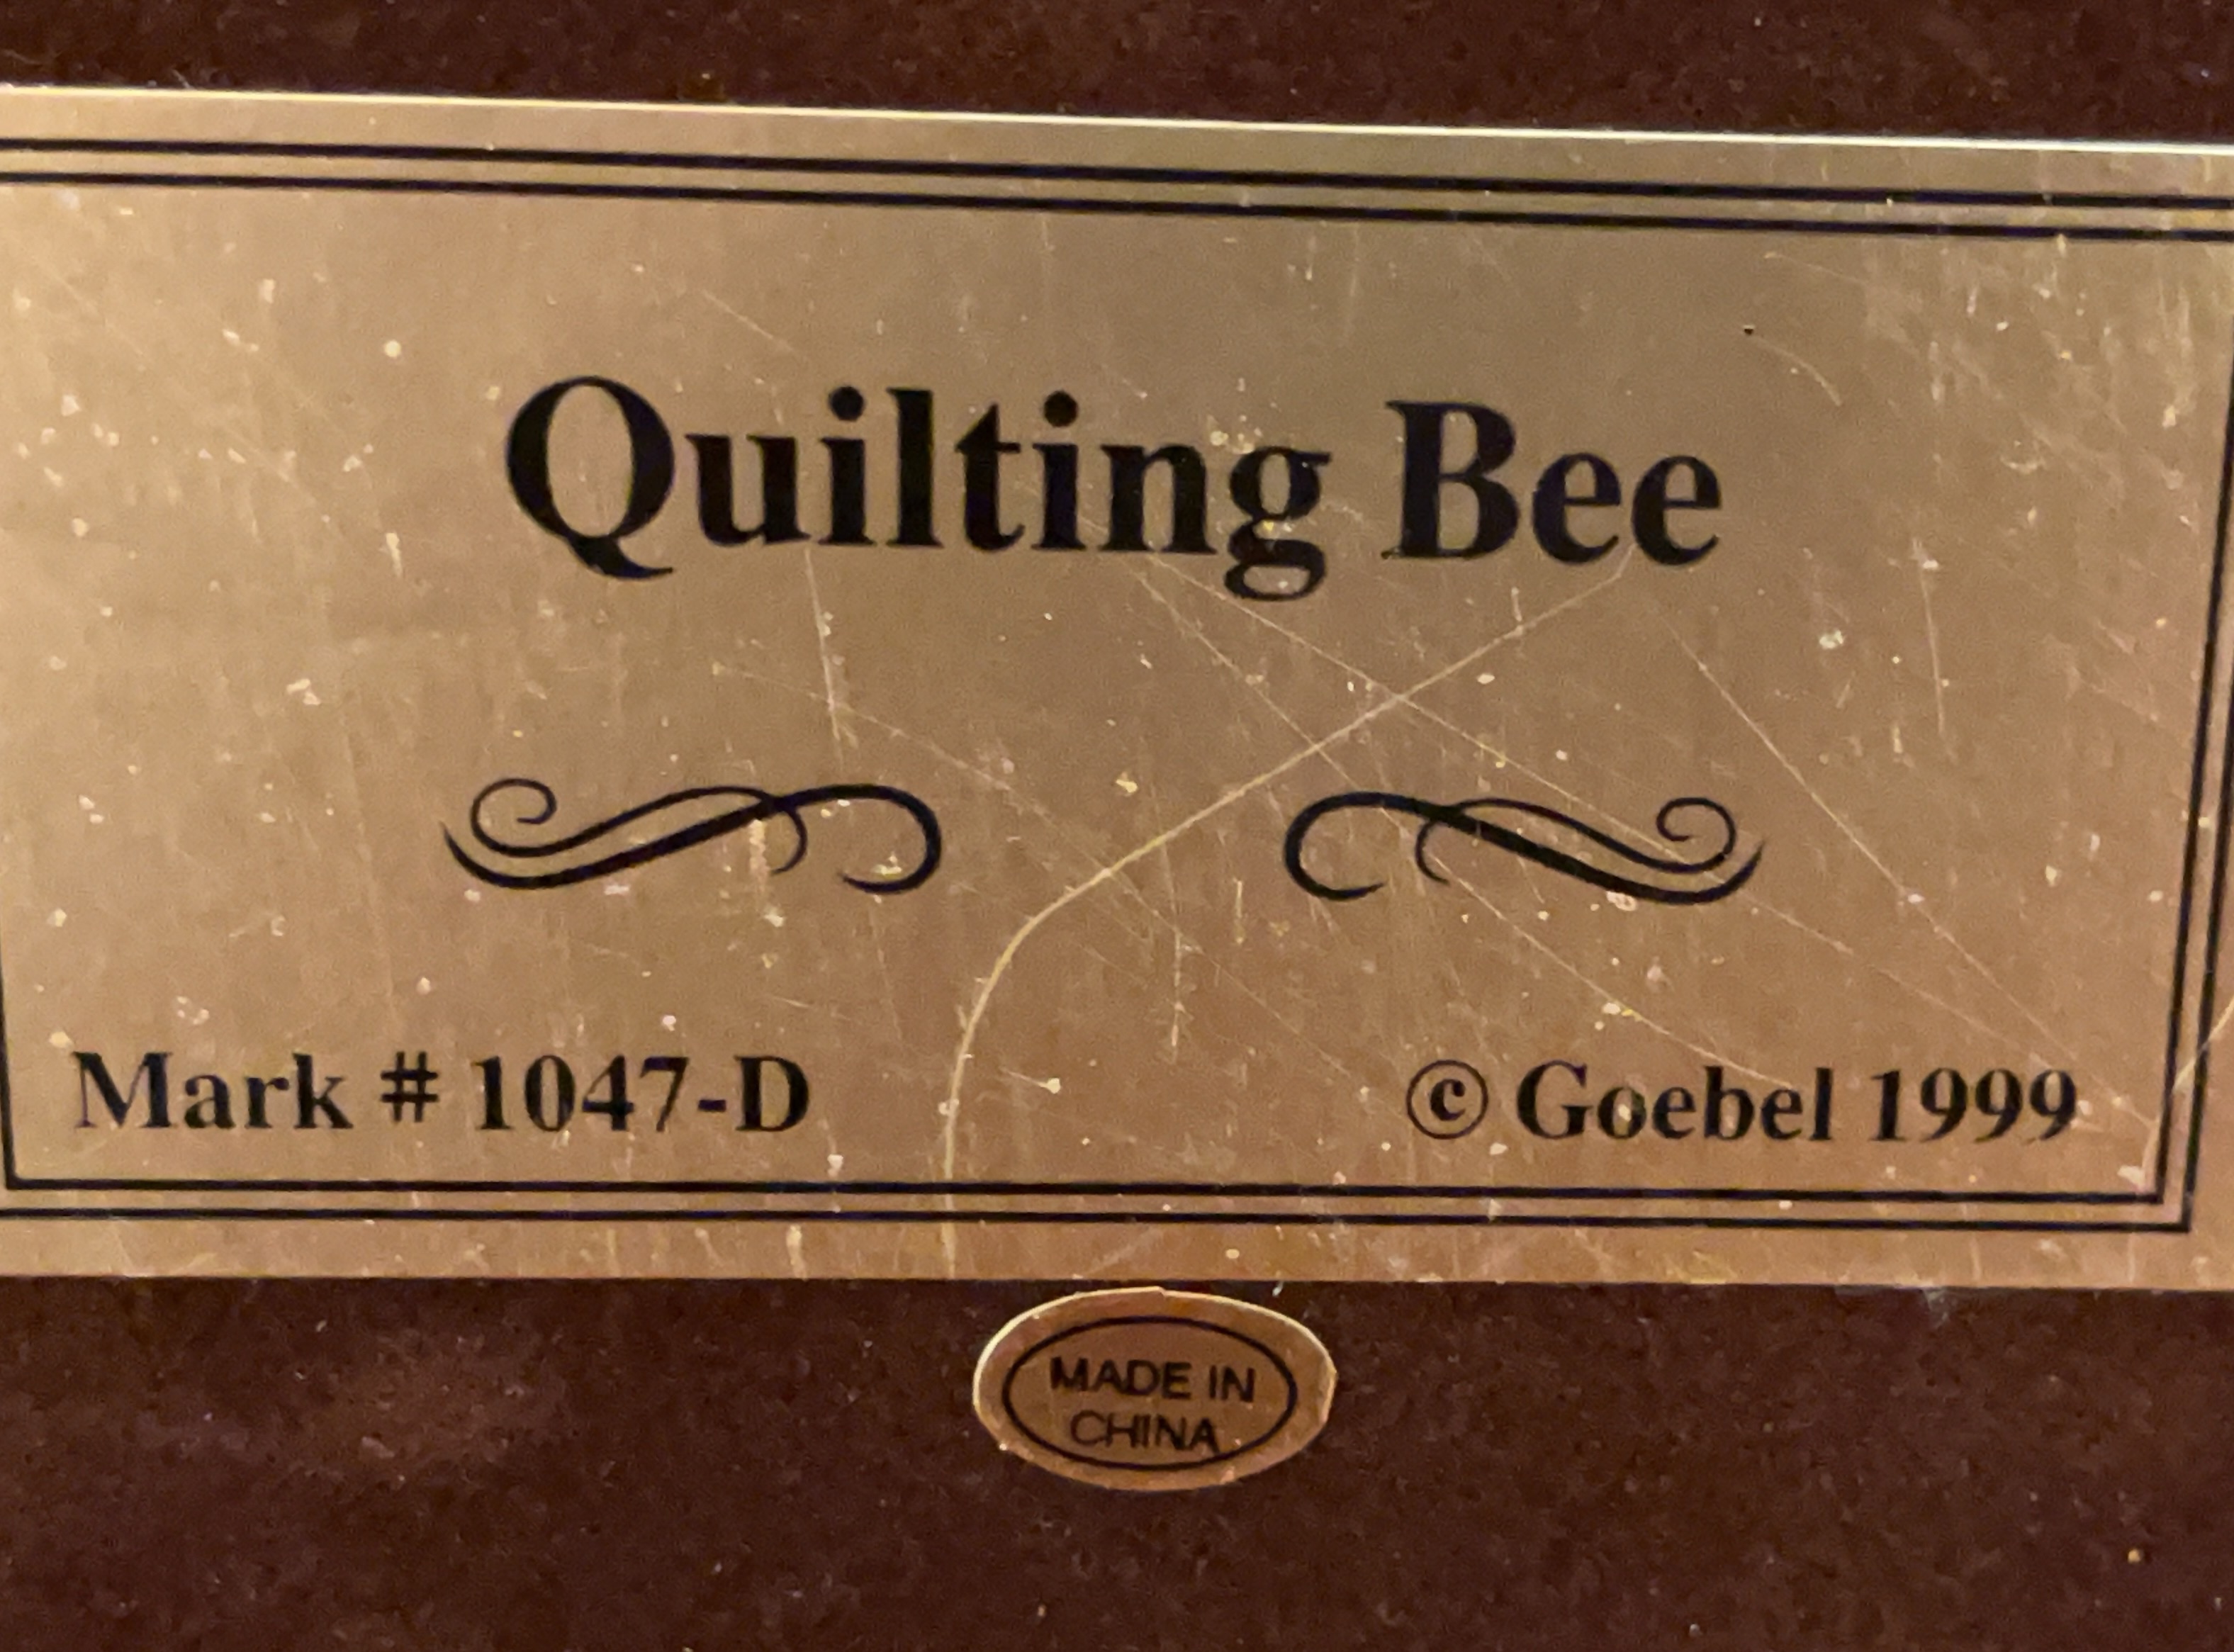 Quilting Bee
Mark # 1047-D
© Goebel 1999
MADE IN
CHINA